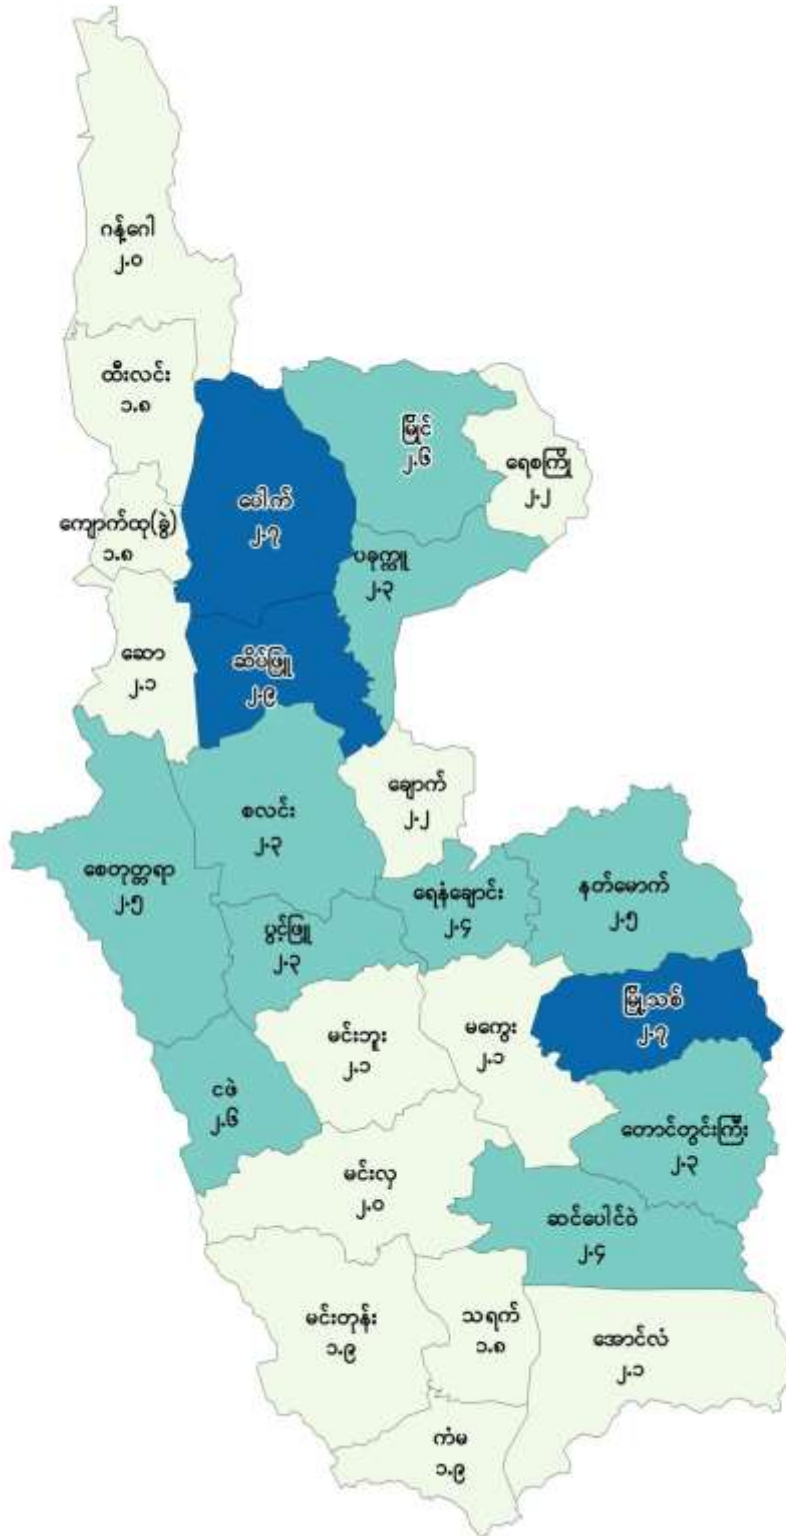 ဂန့်ဂေါ
၂.၀
ထီးလင်း
၁.၈
မြိုင်
၂.၆
ရေစကြို
၂.၂
ပေါက်
၂.၇
ကျောက်ထု(ခွဲ)
၁.၈
ပခုက္ကူ
၂.၃
ဆော
၂.၁
ဆိပ်ဖြူ
၂.၉
ချောက်
၂.၂
စလင်း
၂.၃
စေတုတ္တရာ
၂.၅
ရေနံချောင်း
၂.၄
နတ်မောက်
၂.၅
ပွင့်ဖြူ
၂.၃
မြို့သစ်
၂.၇
မင်းဘူး
၂.၁
မကွေး
၂.၁
ငဖဲ
၂.၆
တောင်တွင်းကြီး
၂.၃
မင်းလှ
၂.၀
ဆင်ပေါင်ဝဲ
၂.၄
မင်းတုန်း
၁.၉
သရက်
၁.၈
အောင်လံ
၂.၁
ကံမ
၁.၉